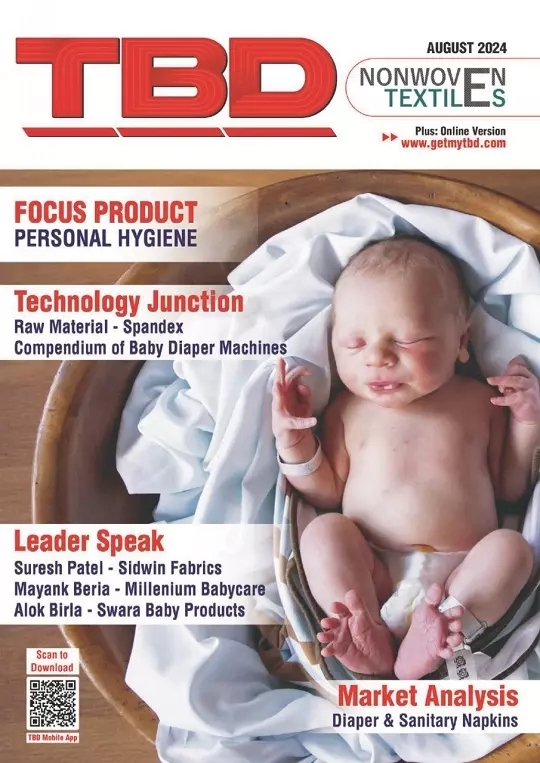 TBD
AUGUST 2024
NONWOVEN
TEXTILES
Plus: Online Version
www.getmytbd.com
FOCUS PRODUCT
PERSONAL HYGIENE
Technology Junction
Raw Material - Spandex
Compendium of Baby Diaper Machines
Leader Speak
Suresh Patel - Sidwin Fabrics
Mayank Beria - Millenium Babycare
Alok Birla - Swara Baby Products
Scan to
Download
TBD Mobile App
Market Analysis
Diaper & Sanitary Napkins